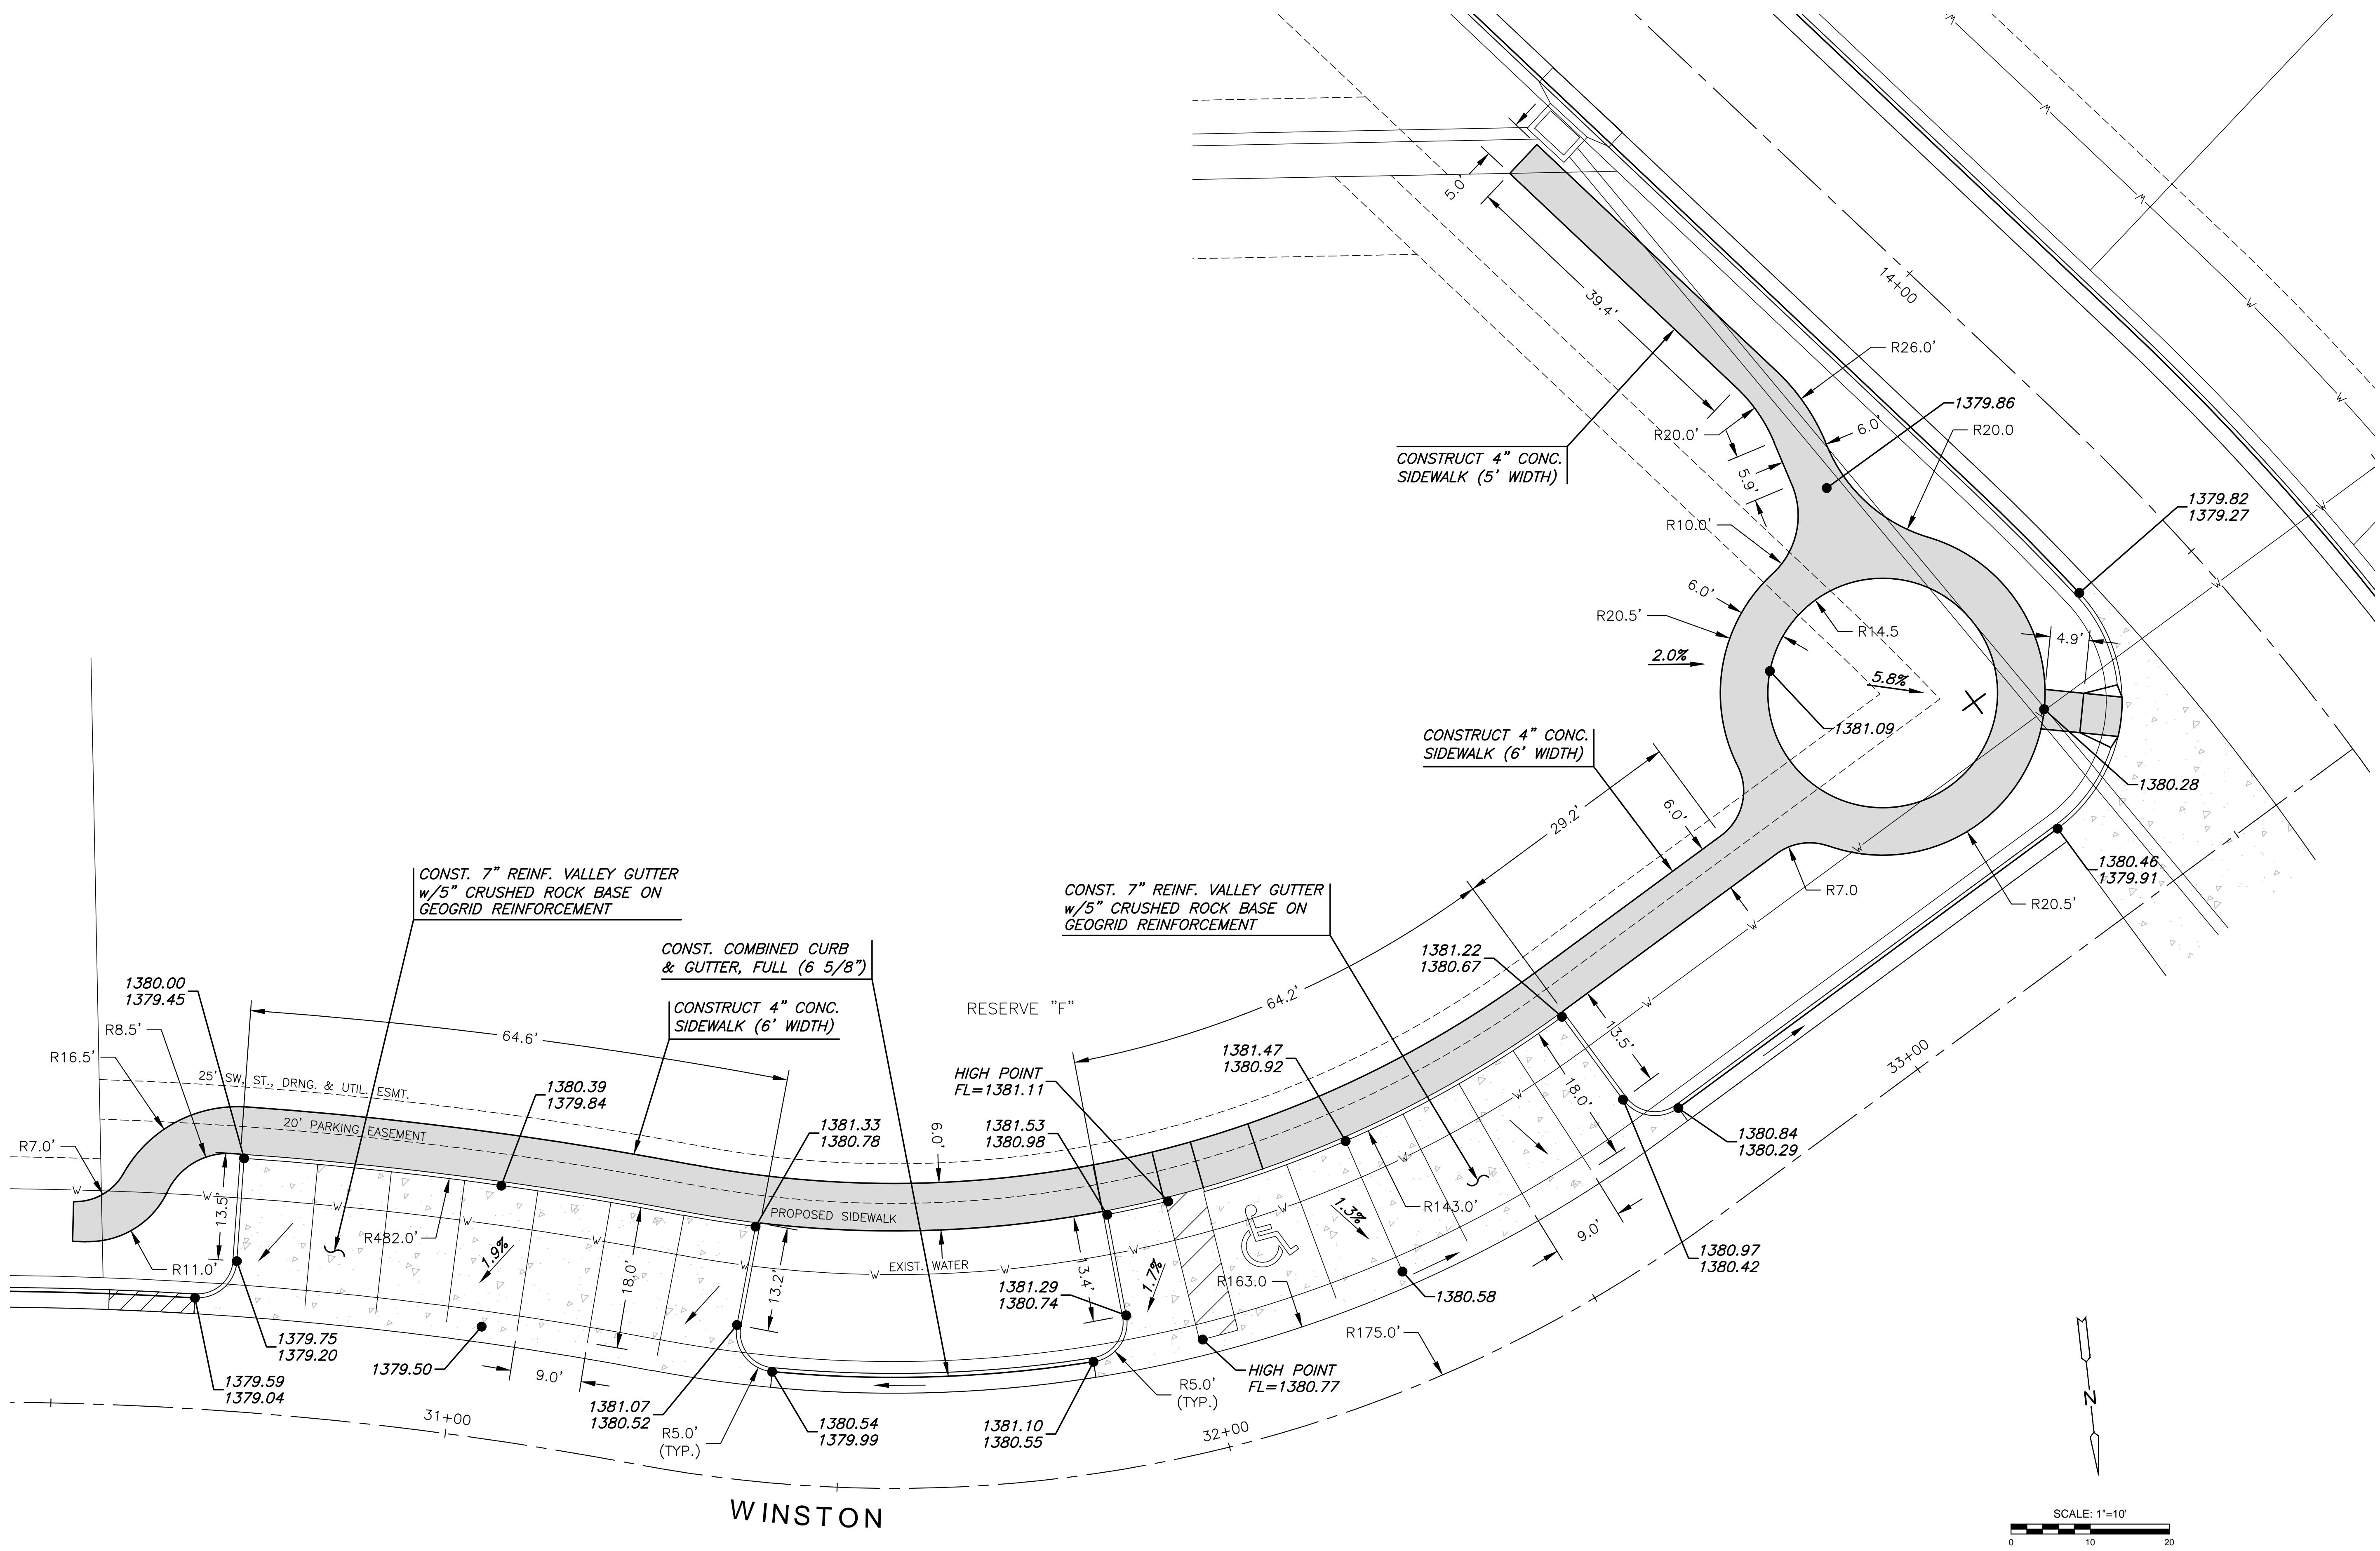 5.0'
39.4'
14+00
R26.0'
1379.86
6.0'
R20.0
R20.0'
CONSTRUCT 4" CONC.
SIDEWALK (5' WIDTH)
5.9'
1379.82
1379.27
R10.0'
6.0'
R20.5'
R14.5
4.9'
2.0%
5.8%
1381.09
CONSTRUCT 4" CONC.
SIDEWALK (6' WIDTH)
1380.28
29.2'
6.0'
1380.46
1379.91
R7.0
R20.5'
CONST. 7" REINF. VALLEY GUTTER
w/5" CRUSHED ROCK BASE ON
GEOGRID REINFORCEMENT
CONST. 7" REINF. VALLEY GUTTER
w/5" CRUSHED ROCK BASE ON
GEOGRID REINFORCEMENT
CONST. COMBINED CURB
& GUTTER, FULL (6 5/8")
1381.22
1380.67
1380.00
1379.45
CONSTRUCT 4" CONC.
SIDEWALK (6' WIDTH)
RESERVE "F"
64.2'
R8.5'
64.6'
R16.5'
13.5'
33+00
1381.47
1380.92
HIGH POINT
FL=1381.11
25' SW, ST., DRNG. & UTIL. ESMT.
1380.39
1379.84
18.0'
20' PARKING EASEMENT
1381.33
1380.78
6.0'
1381.53
1380.98
1380.84
1380.29
R7.0'
W W W W W W W W W W W W W W W W
13.5'
PROPOSED SIDEWALK
R143.0'
R482.0'
1.3%
9.0'
1.9%
R11.0'
EXIST. WATER
1380.97
1380.42
18.0'
13.2'
13.4'
1.7%
R163.0
1381.29
1380.74
1380.58
1379.75
1379.20
R175.0'
1379.50
1379.59
1379.04
9.0'
HIGH POINT
FL=1380.77
R5.0'
(TYP.)
1381.07
1380.52
31+00
R5.0'
(TYP.)
1380.54
1379.99
1381.10
1380.55
32+00
N
WINSTON
SCALE: 1"=10'
0 10 20